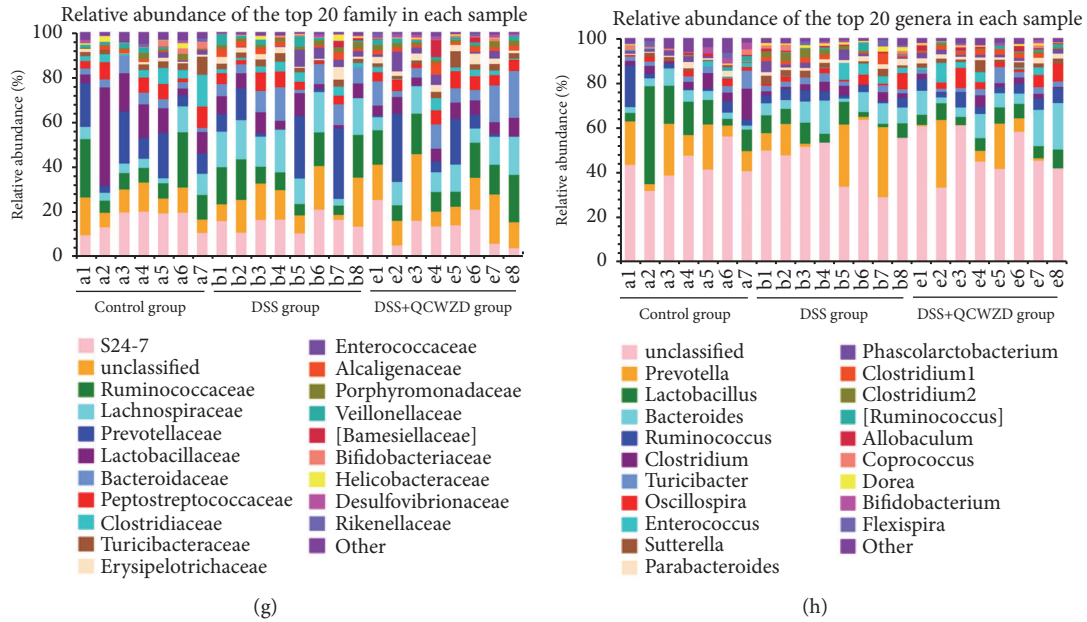 Relative abundance of the top 20 family in each sample
100
80
60
40
20
0
Relative abundance (%)
a1 a2 a3 a4 a5 a6 a7 b1 b2 b3 b4 b5 b6 b7 b8 e1 e2 e3 e4 e5 e6 e7 e8
Control group DSS group DSS+QCWZD group
S24-7
unclassified
Ruminococcaceae
Lachnospiraceae
Prevotellaceae
Lactobacillaceae
Bacteroidaceae
Peptostreptococcaceae
Clostridiaceae
Turicibacteraceae
Erysipelotrichaceae
Enterococcaceae
Alcaligenaceae
Porphyromonadaceae
Veillonellaceae
[Bamesiellaceae]
Bifidobacteriaceae
Helicobacteraceae
Desulfovibrionaceae
Rikenellaceae
Other
(g)
Relative abundance of the top 20 genera in each sample
100
80
60
40
20
0
Relative abundance (%)
a1 a2 a3 a4 a5 a6 a7 b1 b2 b3 b4 b5 b6 b7 b8 e1 e2 e3 e4 e5 e6 e7 e8
Control group DSS group DSS+QCWZD group
unclassified
Prevotella
Lactobacillus
Bacteroides
Ruminococcus
Clostridium
Turicibacter
Oscillospira
Enterococcus
Sutterella
Parabacteroides
Phascolarctobacterium
Clostridium1
Clostridium2
[Ruminococcus]
Allobaculum
Coprococcus
Dorea
Bifidobacterium
Flexispira
Other
(h)